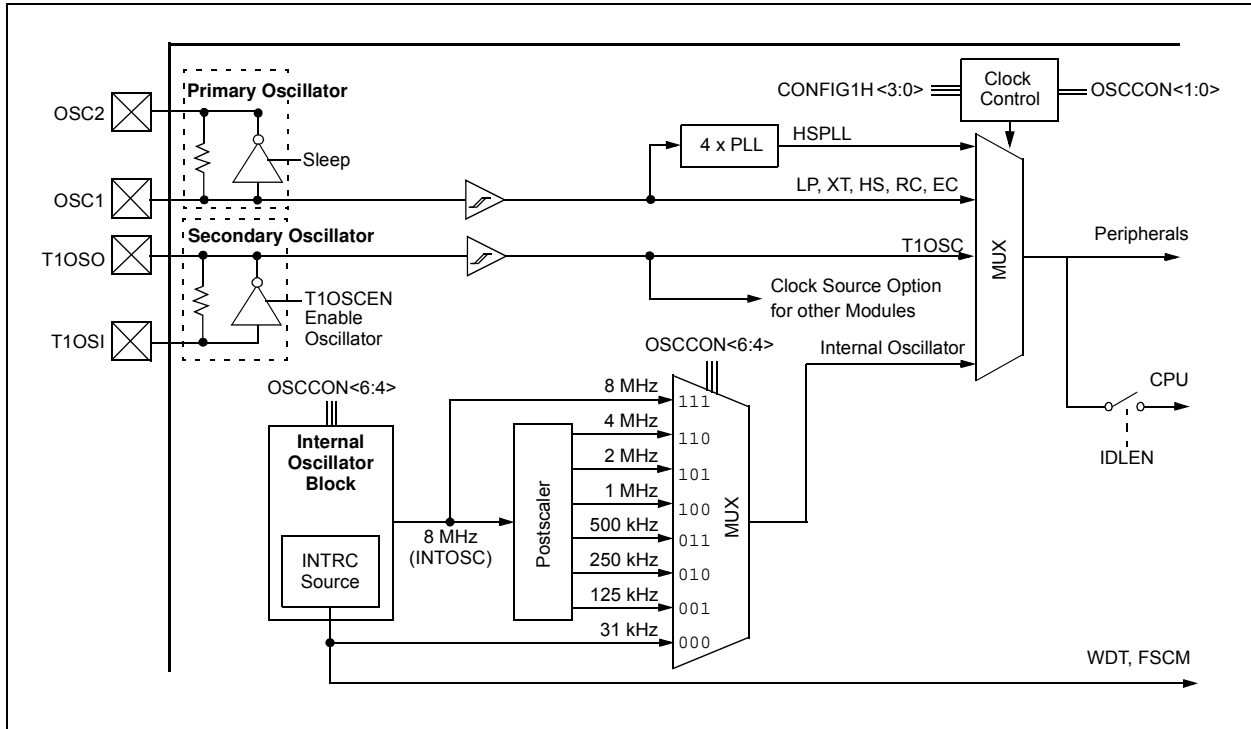 Primary Oscillator
OSC2
Sleep
OSC1
Secondary Oscillator
T1OSO
T1OSCEN
Enable
Oscillator
T1OSI
CONFIG1H <3:0>
Clock
Control
OSCCON<1:0>
4 x PLL
HSPLL
LP, XT, HS, RC, EC
T1OSC
Clock Source Option
for other Modules
Internal Oscillator
MUX
Peripherals
CPU
IDLEN
OSCCON<6:4>
Internal
Oscillator
Block
INTRC
Source
8 MHz
(INTOSC)
Postscaler
OSCCON<6:4>
8 MHz
111
4 MHz
110
2 MHz
101
1 MHz
100
500 kHz
011
250 kHz
010
125 kHz
001
31 kHz
000
MUX
WDT, FSCM